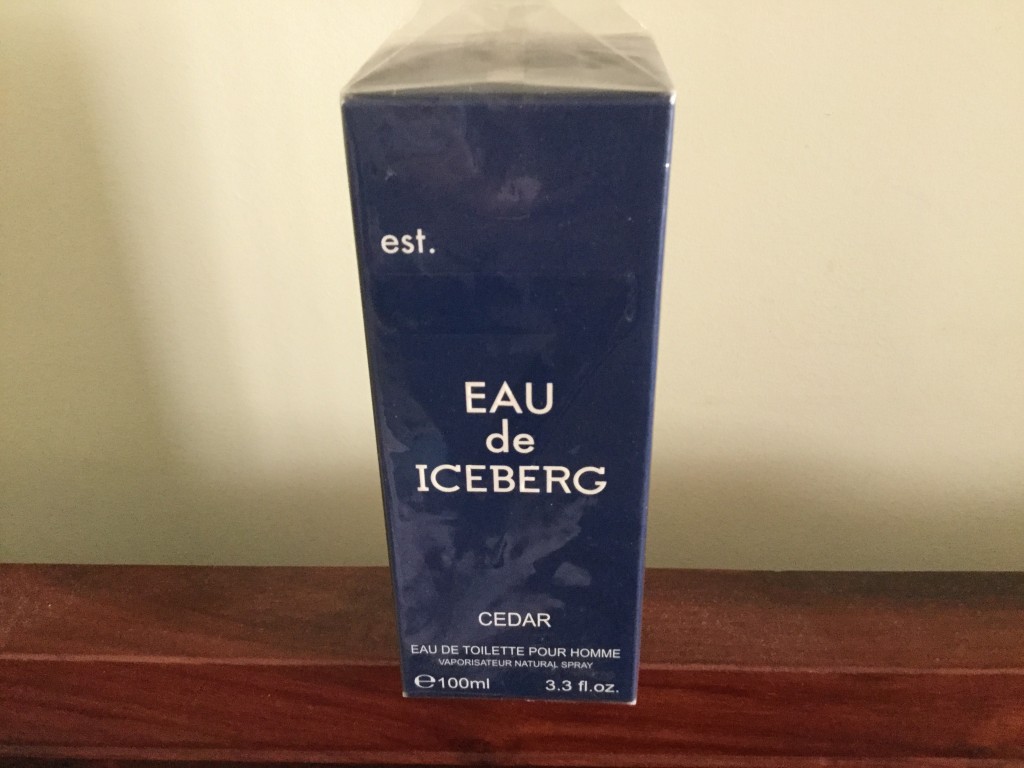 est.
EAU
de
ICEBERG
CEDAR
EAU DE TOILETTE POUR HOMME
VAPORISATEUR NATURAL SPRAY
℮100ml 3.3 fl.oz.